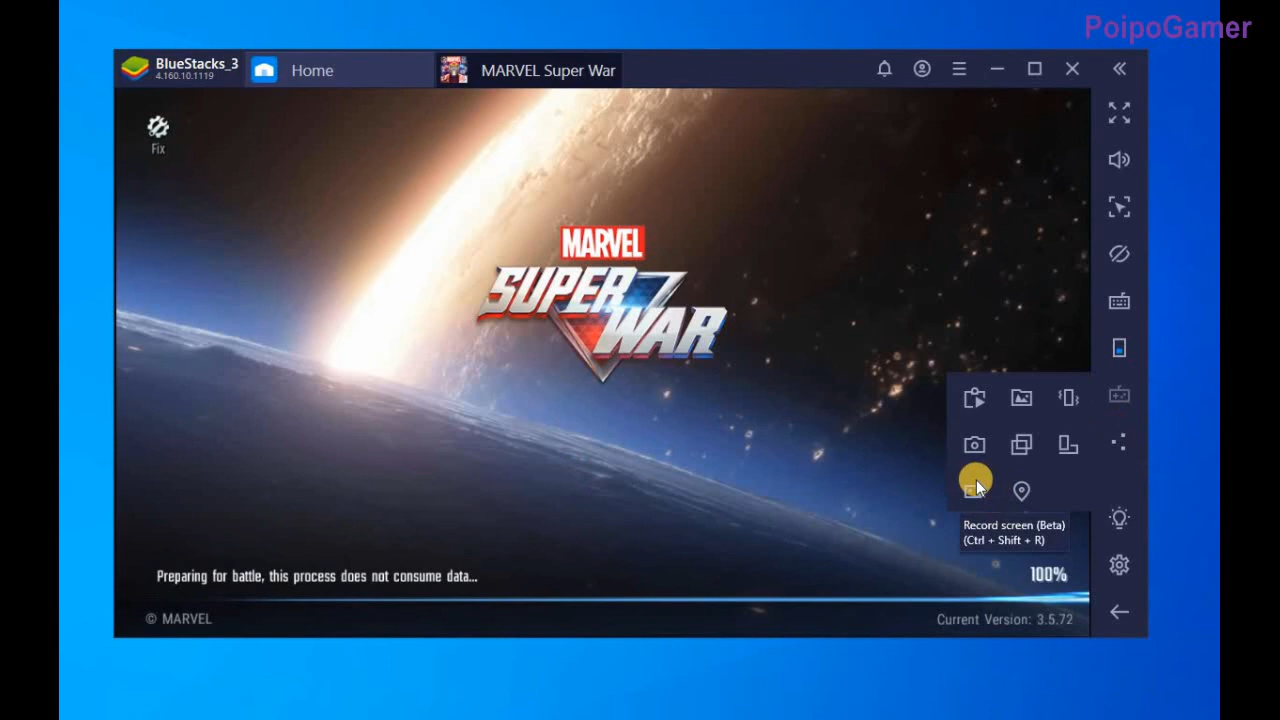 PoipoGamer
BlueStacks_3
4.160.10.1119
Home
MARVEL Super War
Fix
MARVEL
SUPER
WAR
Record screen (Beta)
(Ctrl + Shift + R)
Preparing for battle, this process does not consume data...
100%
© MARVEL
Current Version: 3.5.72